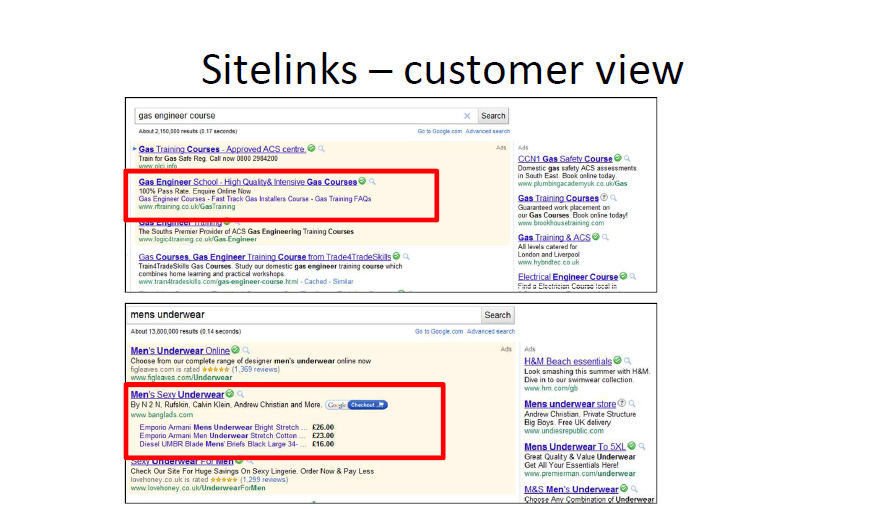 Sitelinks – customer view
gas engineer course
Search
About 2,150,000 results (0.17 seconds)
Go to Google.com Advanced search
Gas Training Courses - Approved ACS centre.
Ads
Train for Gas Safe Reg. Call now 0800 2984200
www.olci.info
Gas Engineer School - High Quality& Intensive Gas Courses
100% Pass Rate. Enquire Online Now
Gas Engineer Courses - Fast Track Gas Installers Course - Gas Training FAQs
www.rftraining.co.uk/GasTraining
Gas Engineer Training
The Souths Premier Provider of ACS Gas Engineering Training Courses
www.logic4training.co.uk/Gas-Engineer
Gas Courses, Gas Engineer Training Course from Trade4TradeSkills
Train4TradeSkills Gas Courses. Study our domestic gas engineer training course which
combines home learning and practical workshops.
www.train4tradeskills.com/gas-engineer-course.html - Cached - Similar
Ads
CCN1 Gas Safety Course
Domestic gas safety ACS assessments
in South East. Book online today.
www.plumbingacademyuk.co.uk/Gas
Gas Training Courses
Guaranteed work placement on
our Gas Courses. Book online today!
www.brookhousetraining.com
Gas Training & ACS
All levels catered for
London and Liverpool
www.hybridtec.co.uk
Electrical Engineer Course
Find a Electrician Course local in
mens underwear
Search
About 13,800,000 results (0.14 seconds)
Go to Google.com Advanced search
Men's Underwear Online
Ads
Choose from our complete range of designer men's underwear online now
figleaves.com is rated ★★★★★ (1,369 reviews)
www.figleaves.com/Underwear
Men's Sexy Underwear
By N 2 N, Rufskin, Calvin Klein, Andrew Christian and More. Google Checkout
www.banglads.com
Emporio Armani Mens Underwear Bright Stretch ... £26.00
Emporio Armani Men Underwear Stretch Cotton ... £23.00
Diesel UMBR Blade Mens' Briefs Black Large 34- ... £16.00
Sexy Underwear For Men
Check Our Site For Huge Savings On Sexy Lingerie. Order Now & Pay Less
lovehoney.co.uk is rated ★★★★★ (1,299 reviews)
www.lovehoney.co.uk/UnderwearForMen
Ads
H&M Beach essentials
Look smashing this summer with H&M.
Dive in to our swimwear collection.
www.hm.com/gb
Mens underwear store
Andrew Christian, Private Structure
Big Boys. Free UK delivery
www.undiesrepublic.com
Mens Underwear To 5XL
Great Quality & Value Underwear
Get All Your Essentials Here!
www.premierman.com/underwear
M&S Men's Underwear
Choose Any Combination of Underwear